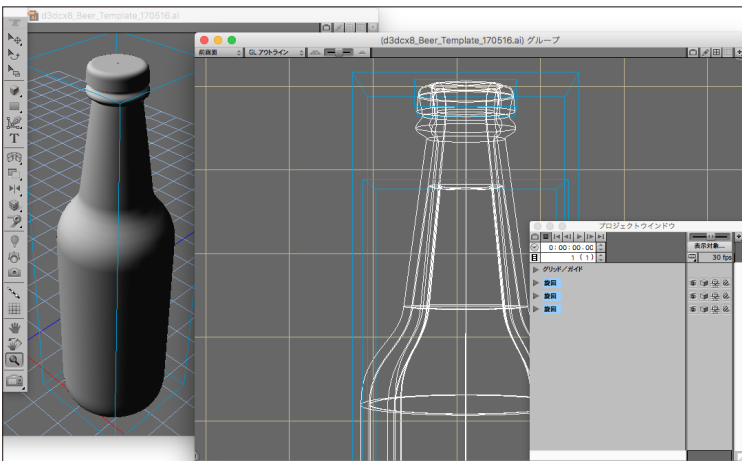 d3dcx8_Beer_Template_170516.ai
(d3dcx8_Beer_Template_170516.ai) グループ
前画面
GL アウトライン
T
プロジェクトウインドウ
0:00:00.00
表示対象...
1 ( 1)
30 fps
グリッド/ガイド
旋回
旋回
旋回